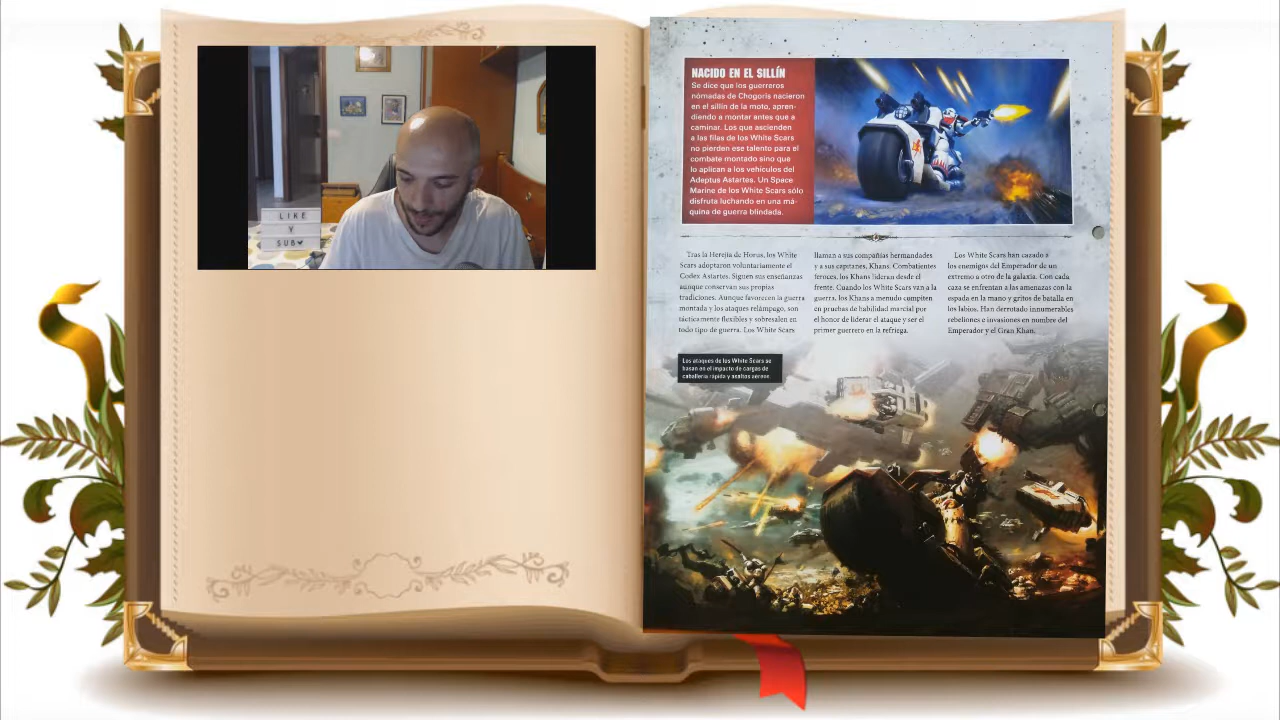 LIKE
Y
SUB
NACIDO EN EL SILLÍN
Se dice que los guerreros
nómadas de Chogoris nacieron
en el sillín de la moto, apren-
diendo a montar antes que a
caminar. Los que ascienden
a las filas de los White Scars
no pierden ese talento para el
combate montado sino que
lo aplican a los vehículos del
Adeptus Astartes. Un Space
Marine de los White Scars sólo
disfruta luchando en una má-
quina de guerra blindada.
Tras la Herejía de Horus, los White
Scars adoptaron voluntariamente el
Codex Astartes. Siguen sus enseñanzas
aunque conservan sus propias
tradiciones. Aunque favorecen la guerra
montada y los ataques relámpago, son
tácticamente flexibles y sobresalen en
todo tipo de guerra. Los White Scars
llaman a sus compañías hermandades
y a sus capitanes, Khans. Combatientes
feroces, los Khans lideran desde el
frente. Cuando los White Scars van a la
guerra, los Khans a menudo compiten
en pruebas de habilidad marcial por
el honor de liderar el ataque y ser el
primer guerrero en la refriega.
Los White Scars han cazado a
los enemigos del Emperador de un
extremo a otro de la galaxia. Con cada
caza se enfrentan a las amenazas con la
espada en la mano y gritos de batalla en
los labios. Han derrotado innumerables
rebeliones e invasiones en nombre del
Emperador y el Gran Khan.
Los ataques de los White Scars se
basan en el impacto de cargas de
caballería rápida y asaltos aéreos.